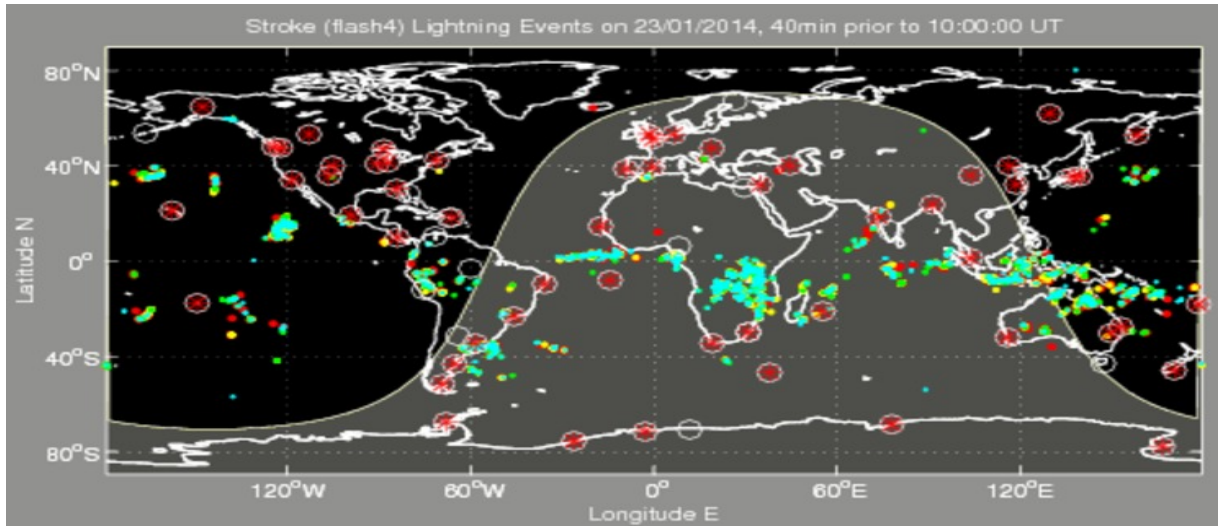 Stroke (flash4) Lightning Events on 23/01/2014, 40min prior to 10:00:00 UT
80°N
40°N
0°
40°S
80°S
Latitude N
120°W 60°W 0° 60°E 120°E
Longitude E